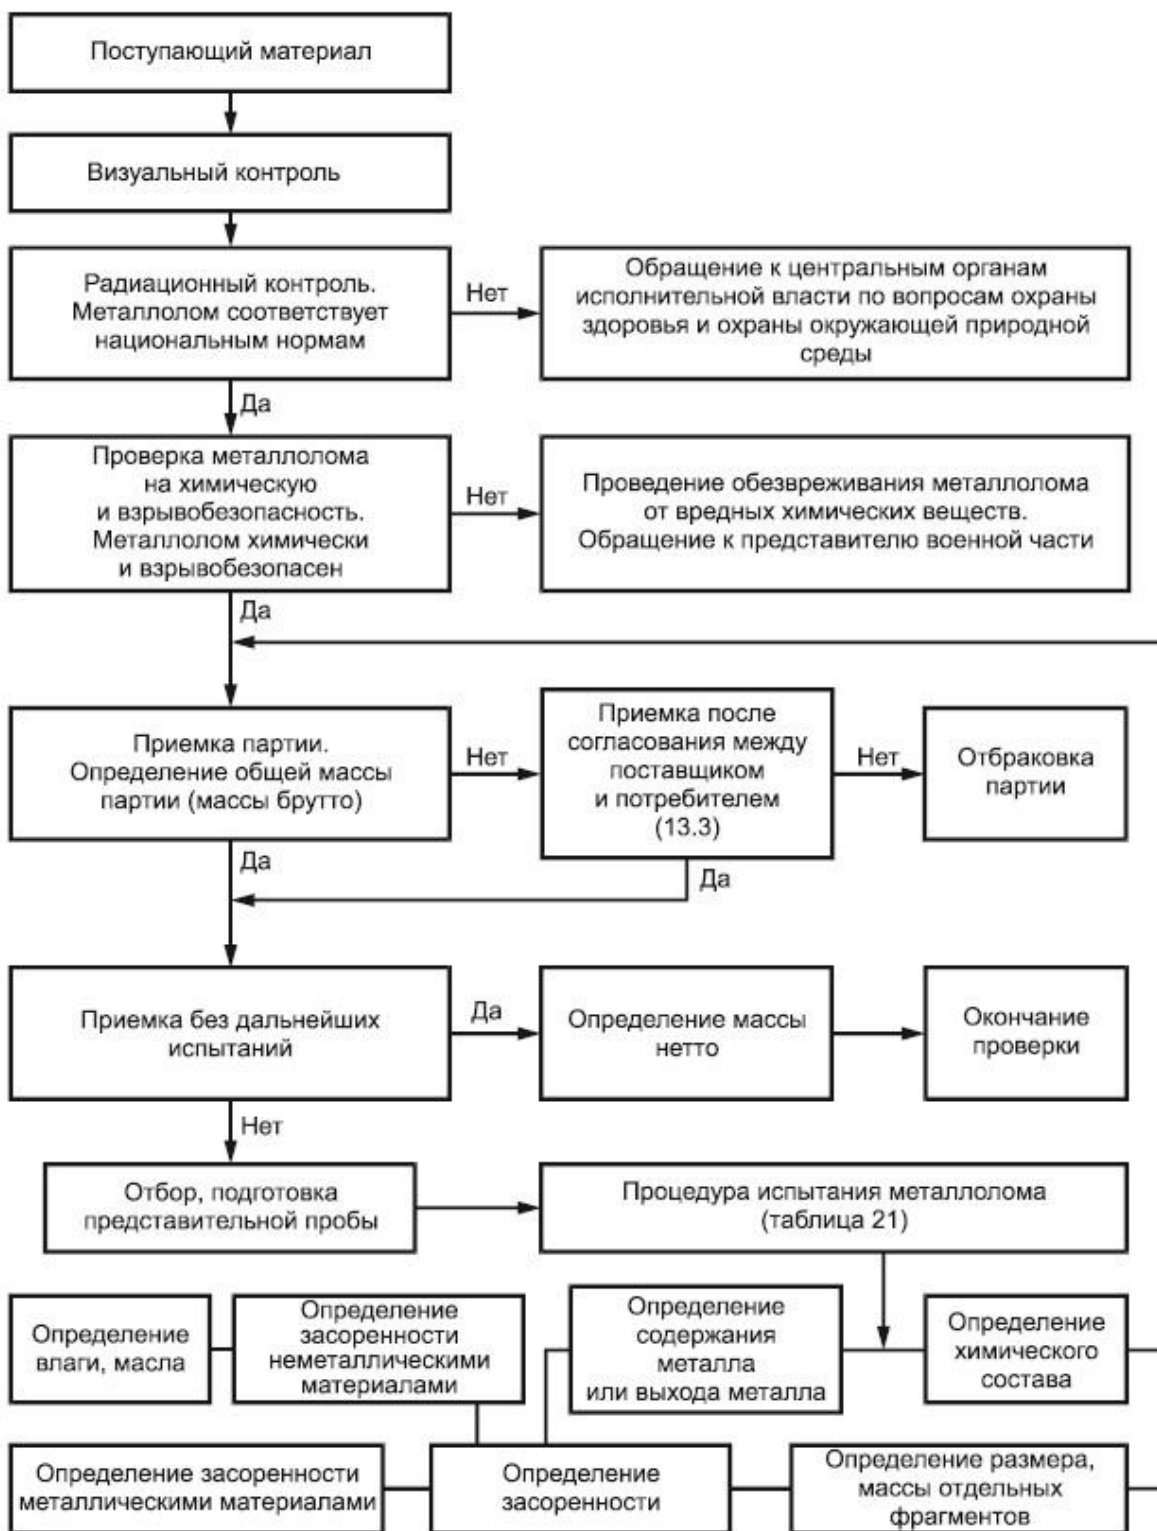 Поступающий материал
Визуальный контроль
Радиационный контроль.
Металлолом соответствует
национальным нормам
Нет
Обращение к центральным органам
исполнительной власти по вопросам охраны
здоровья и охраны окружающей природной
среды
Да
Проверка металлолома
на химическую
и взрывобезопасность.
Металлолом химически
и взрывобезопасен
Нет
Проведение обезвреживания металлолома
от вредных химических веществ.
Обращение к представителю военной части
Да
Приемка партии.
Определение общей массы
партии (массы брутто)
Нет
Приемка после
согласования между
поставщиком
и потребителем
(13.3)
Нет
Отбраковка
партии
Да
Да
Приемка без дальнейших
испытаний
Да
Определение массы
нетто
Окончание
проверки
Нет
Отбор, подготовка
представительной пробы
Процедура испытания металлолома
(таблица 21)
Определение
влаги, масла
Определение
засоренности
неметаллическими
материалами
Определение
содержания
металла
или выхода металла
Определение
химического
состава
Определение засоренности
металлическими материалами
Определение
засоренности
Определение размера,
массы отдельных
фрагментов